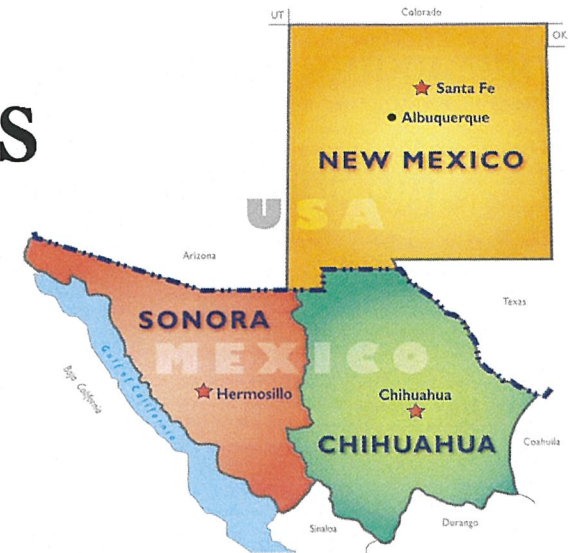 UT
Colorado
OK
Santa Fe
Albuquerque
S
NEW MEXICO
USA
Arizona
Texas
SONORA
MEXICO
Gulf of California
Baja California
Hermosillo
Chihuahua
CHIHUAHUA
Coahuila
Sinaloa
Durango